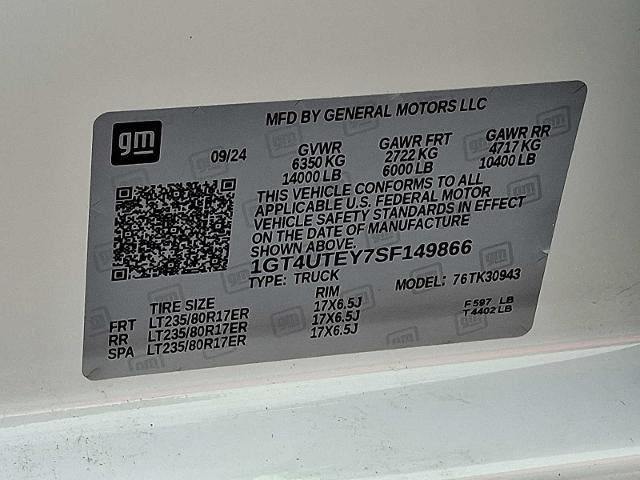 MFD BY GENERAL MOTORS LLC
gm
09/24 GVWR GAWR FRT GAWR RR
6350 KG 2722 KG 4717 KG
14000 LB 6000 LB 10400 LB
THIS VEHICLE CONFORMS TO ALL
APPLICABLE U.S. FEDERAL MOTOR
VEHICLE SAFETY STANDARDS IN EFFECT
ON THE DATE OF MANUFACTURE
SHOWN ABOVE.
1GT4UTEY7SF149866
TYPE: TRUCK MODEL: 76TK30943
TIRE SIZE RIM
FRT LT235/80R17ER 17X6.5J F 597 LB
RR LT235/80R17ER 17X6.5J T 4402 LB
SPA LT235/80R17ER 17X6.5J